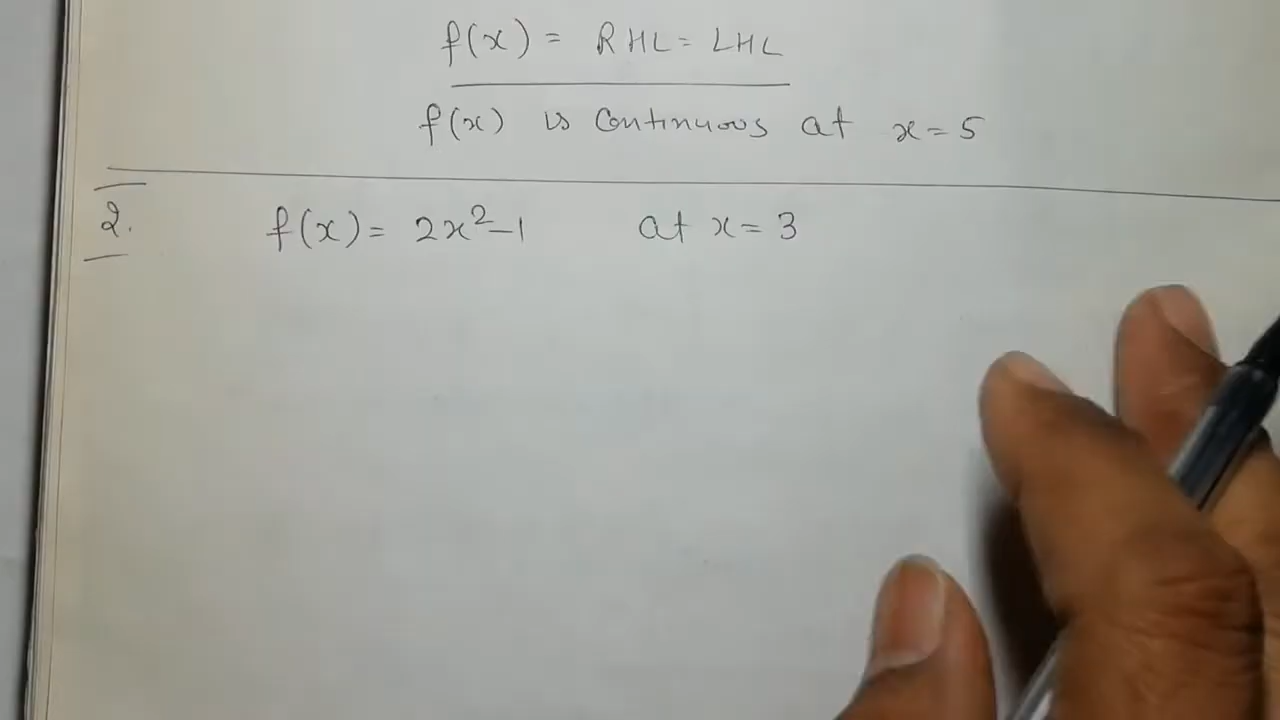 f(x) = RHL = LHL
f(x) is continuous at x = 5
2. f(x) = 2x² - 1 at x = 3